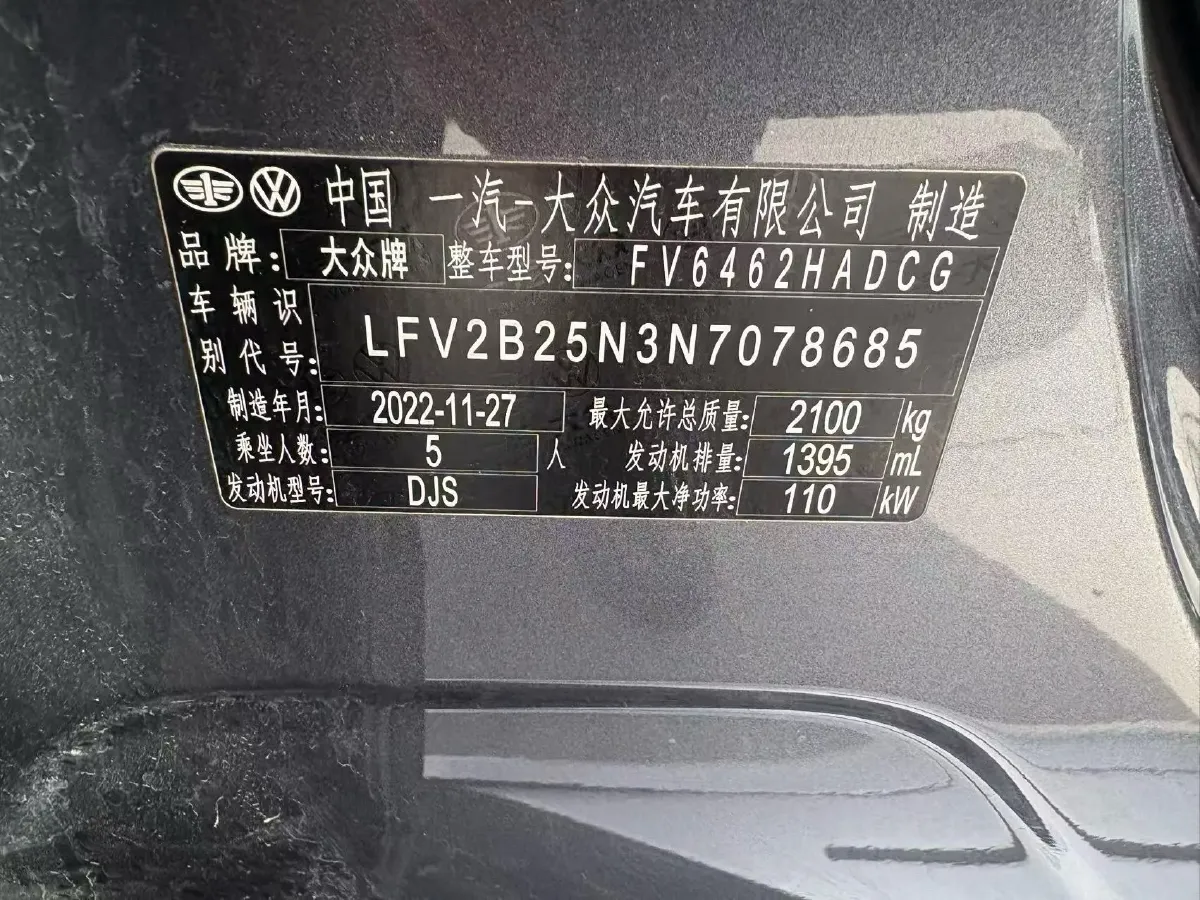 中国 一汽-大众汽车有限公司 制造
品牌: 大众牌 整车型号: FV6462HADCG
车辆识
别代号: LFV2B25N3N7078685
制造年月: 2022-11-27 最大允许总质量: 2100 kg
乘坐人数: 5 人 发动机排量: 1395 mL
发动机型号: DJS 发动机最大净功率: 110 kW